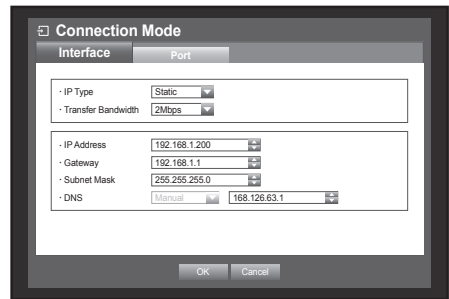 Connection Mode
Interface Port
· IP Type Static
· Transfer Bandwidth 2Mbps
· IP Address 192.168.1.200
· Gateway 192.168.1.1
· Subnet Mask 255.255.255.0
· DNS Manual 168.126.63.1
OK Cancel